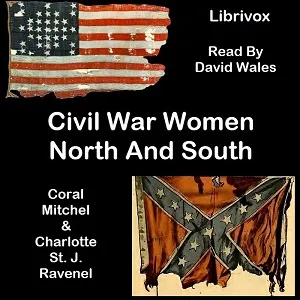 Librivox
Read By
David Wales
Civil War Women
North And South
Coral
Mitchel
&
Charlotte
St. J.
Ravenel